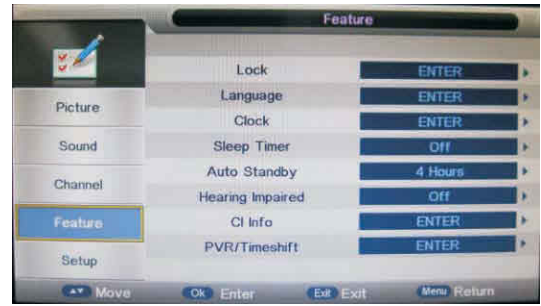 Feature
Lock ENTER
Language ENTER
Picture
Clock ENTER
Sound
Sleep Timer Off
Auto Standby 4 Hours
Channel
Hearing Impaired Off
Feature
CI Info ENTER
PVR/Timeshift ENTER
Setup
▲▼ Move Ok Enter Exit Exit Menu Return